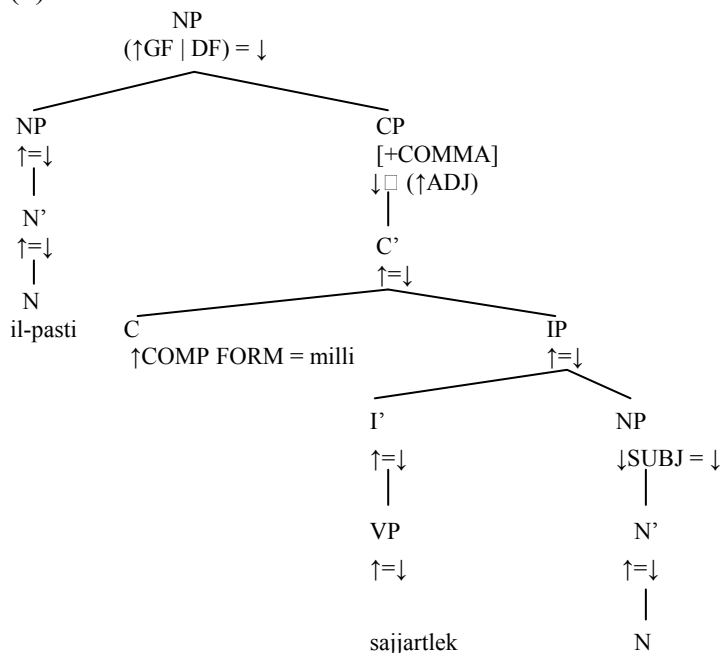 NP
(↑GF | DF) = ↓
NP CP
↑=↓ [+COMMA]
↓□ (↑ADJ)
N’ C’
↑=↓ ↑=↓
N C IP
il-pasti ↑COMP FORM = milli ↑=↓
I’ NP
↑=↓ ↓SUBJ = ↓
VP N’
↑=↓ ↑=↓
sajjartlek N